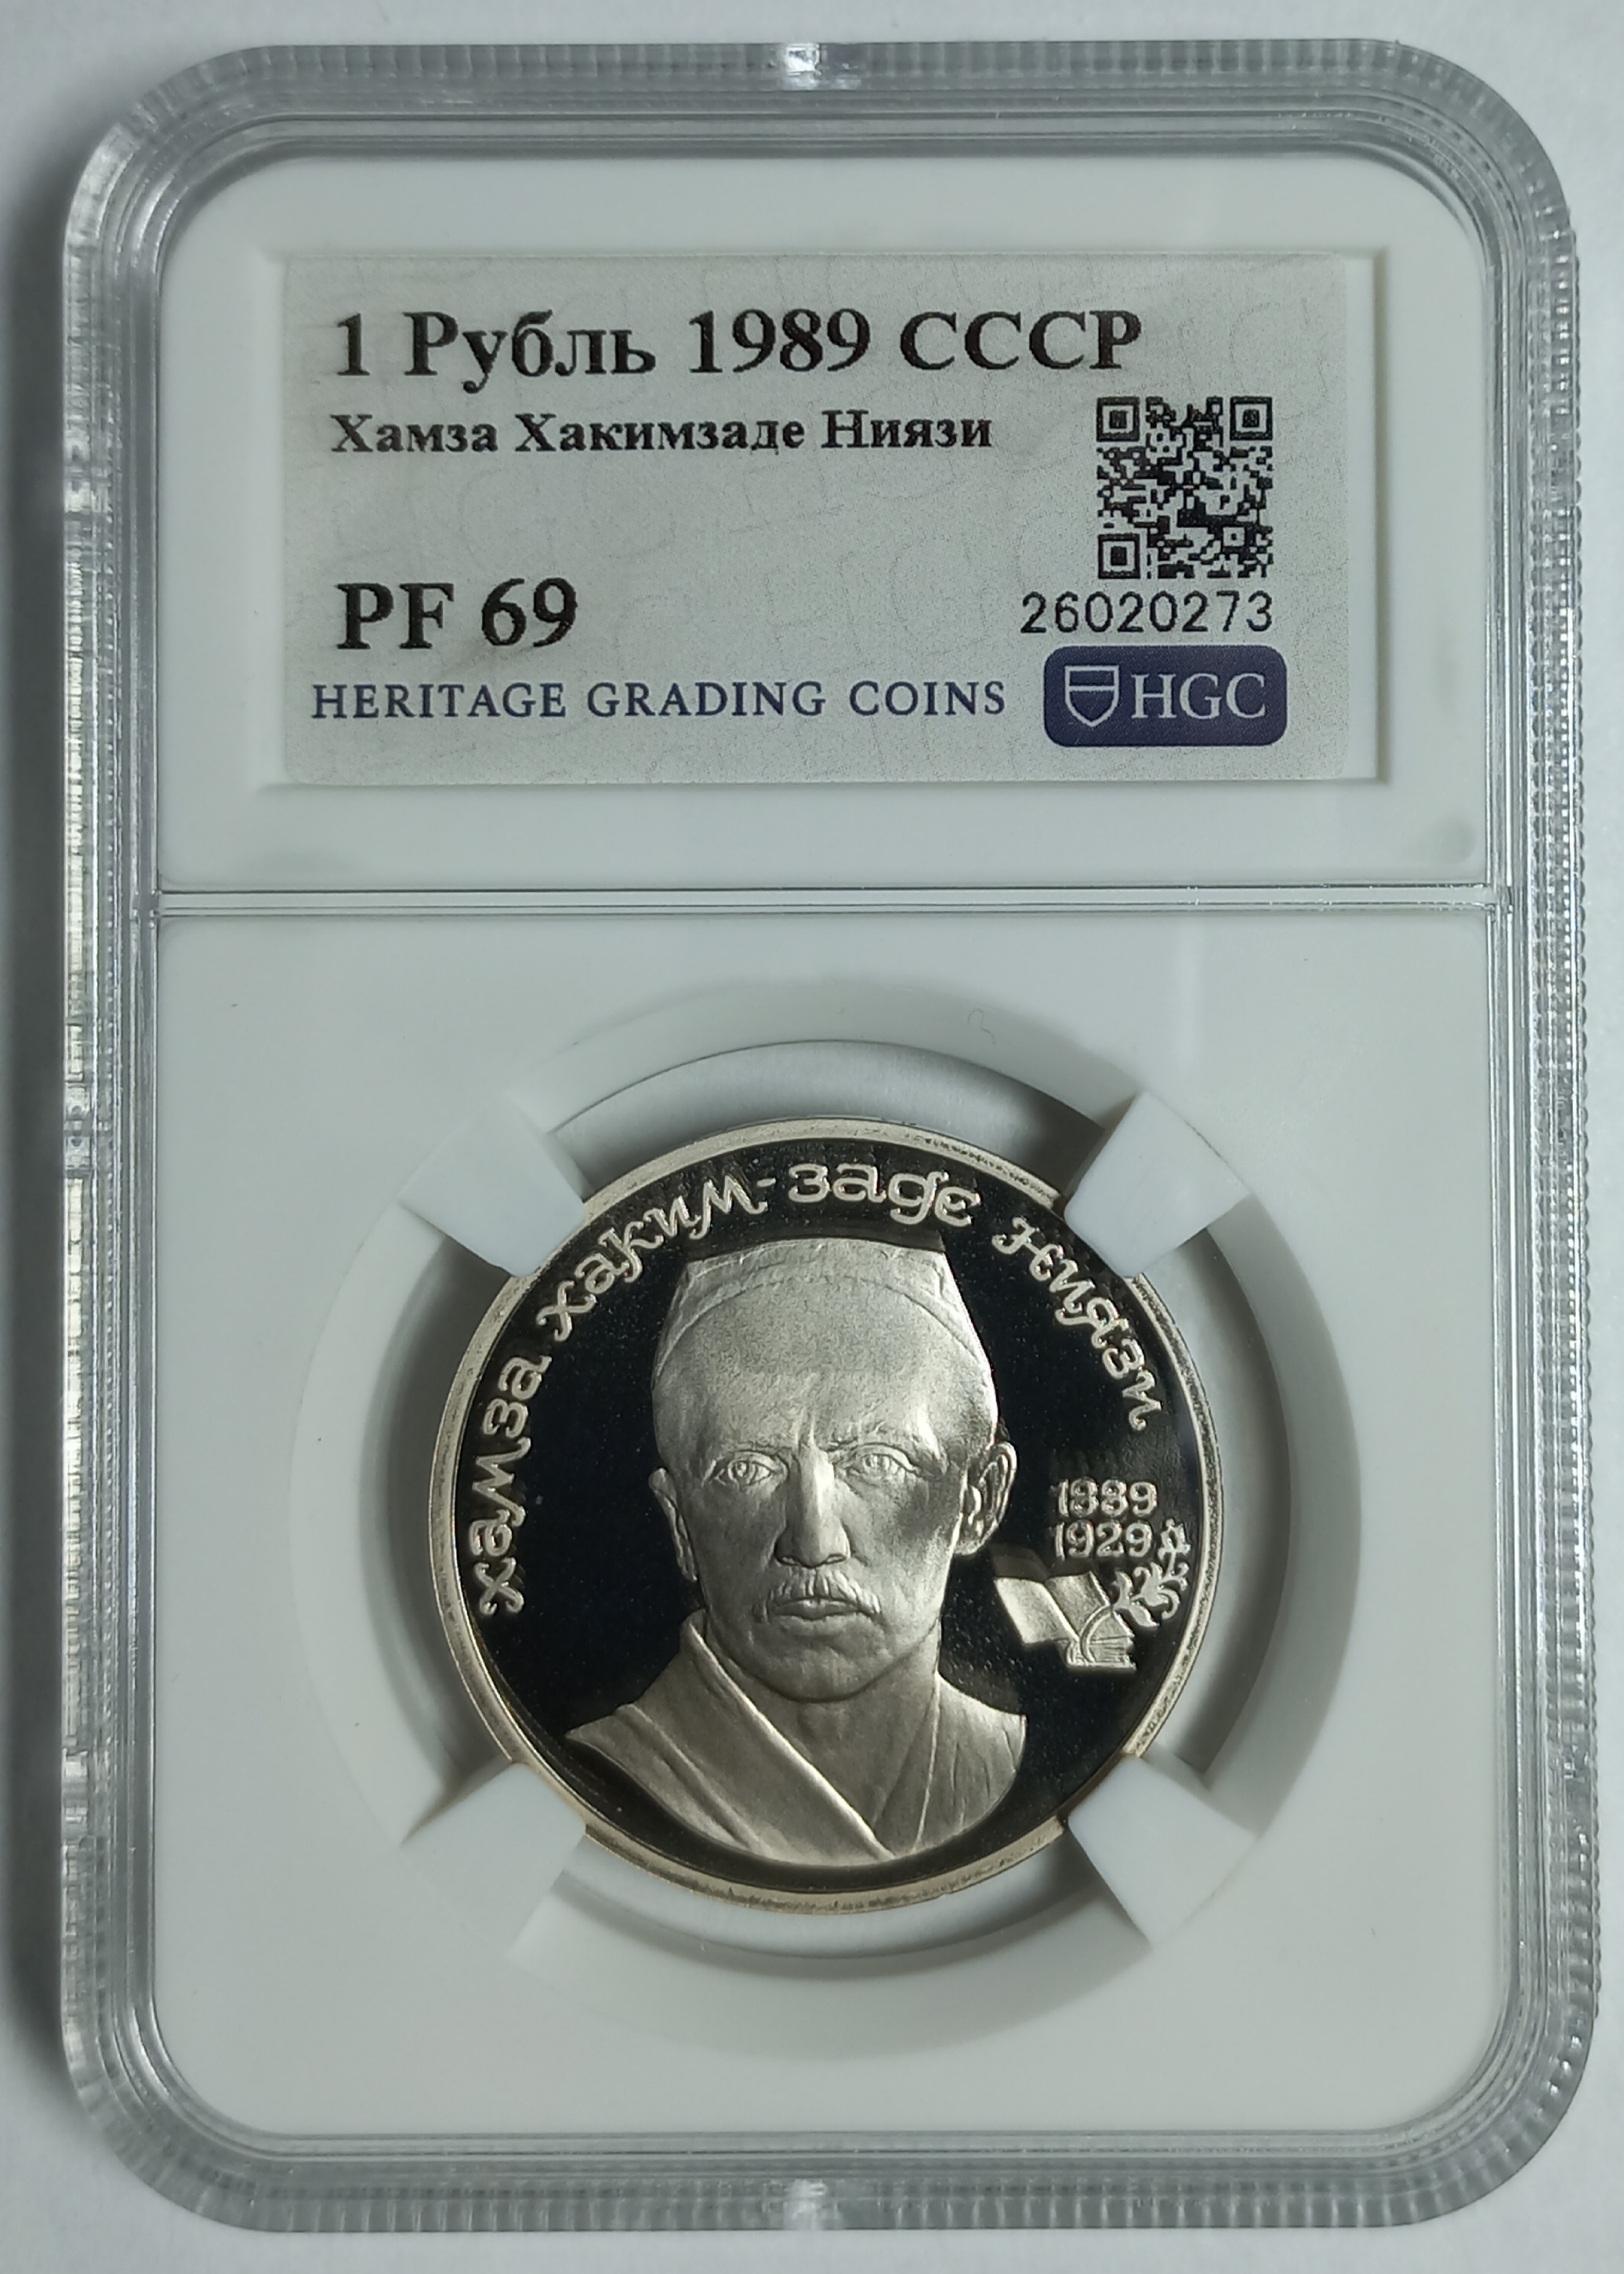 1 Рубль 1989 СССР
Хамза Хакимзаде Ниязи
PF 69
26020273
HERITAGE GRADING COINS
HGC
хамза хаким-заде ниязи
1889
1929